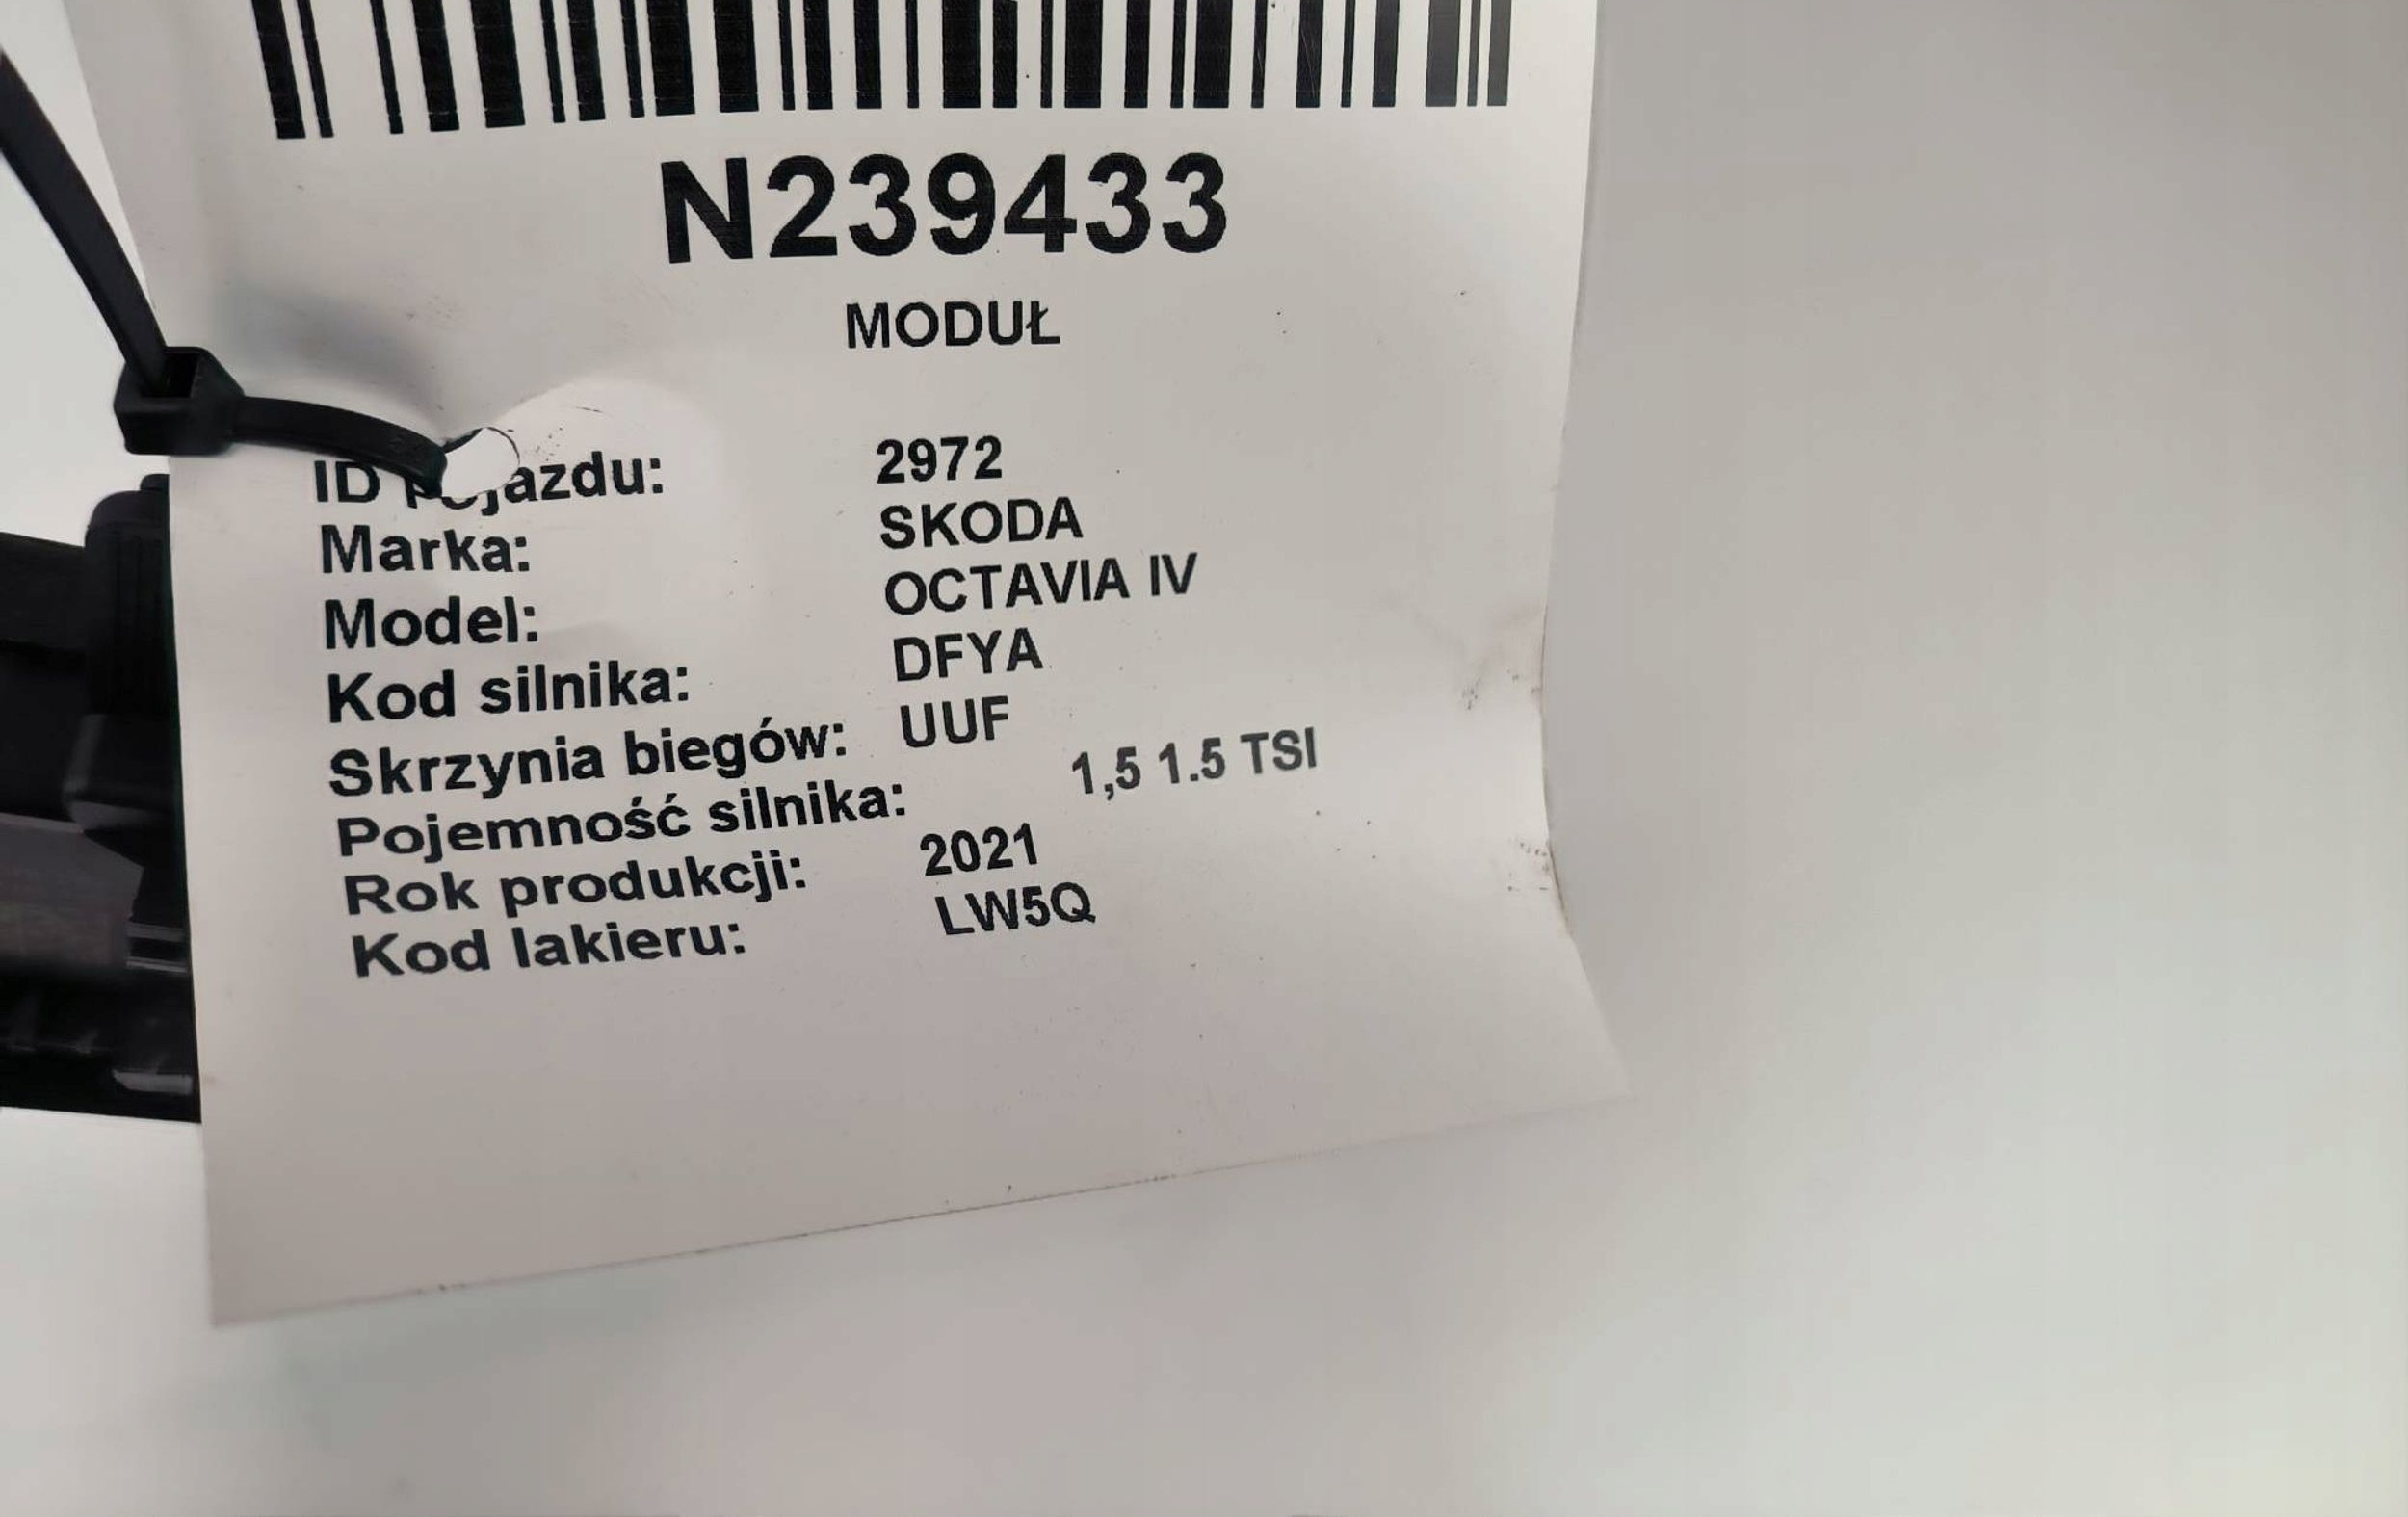 N239433
MODUŁ
ID pojazdu: 2972
Marka: SKODA
Model: OCTAVIA IV
Kod silnika: DFYA
Skrzynia biegów: UUF
Pojemność silnika: 1,5 1.5 TSI
Rok produkcji: 2021
Kod lakieru: LW5Q